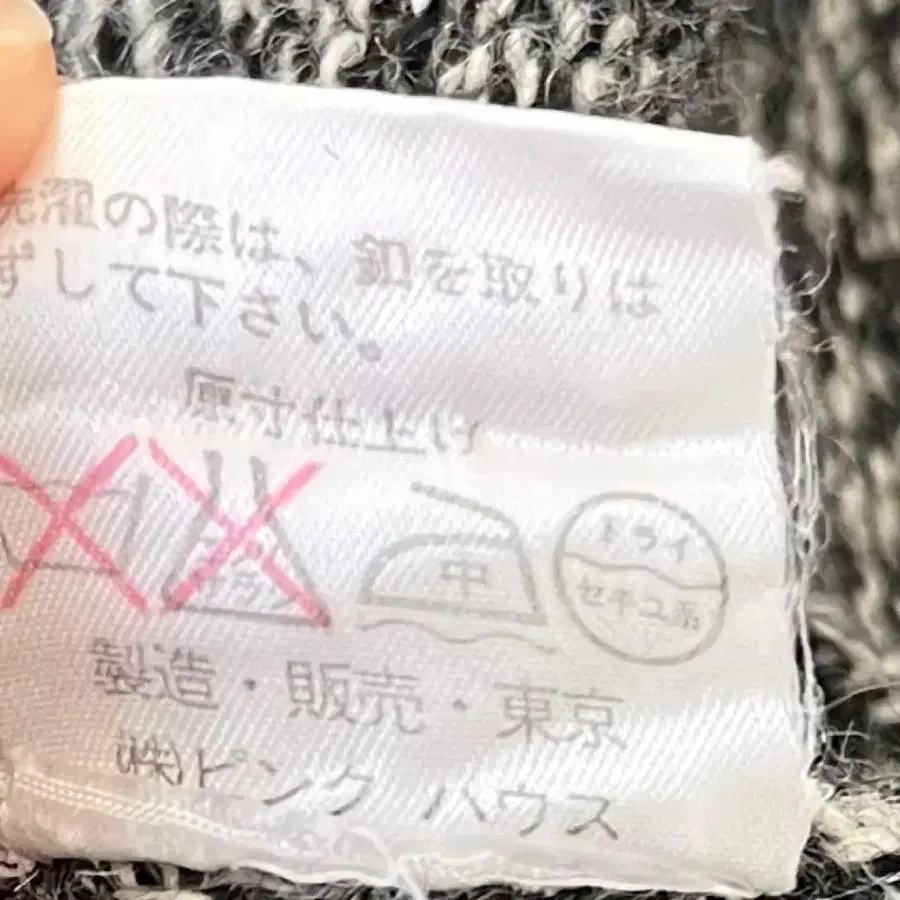 洗濯の際は、釦を取りは
ずして下さい。
原寸仕上げ
中
ドライ
セキユ系
製造・販売・東京
㈱ピンク ハウス